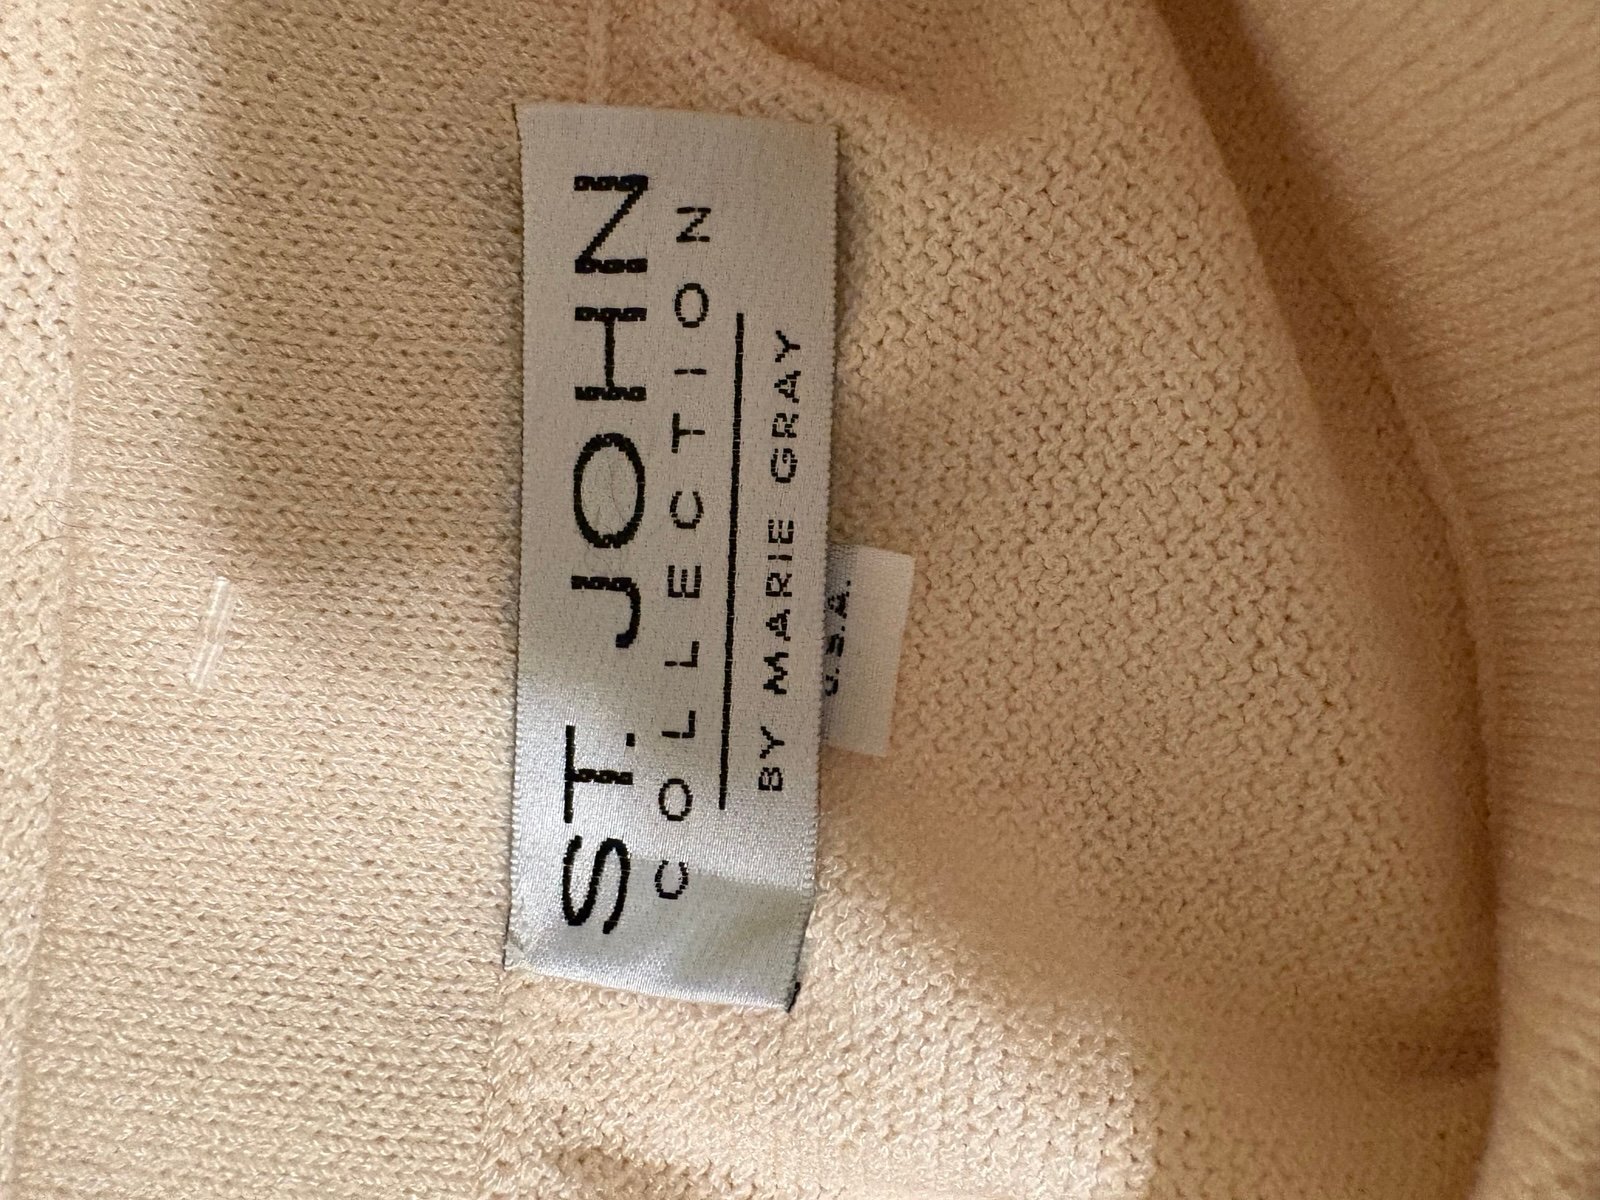 ST. JOHN
COLLECTION
BY MARIE GRAY
U.S.A.